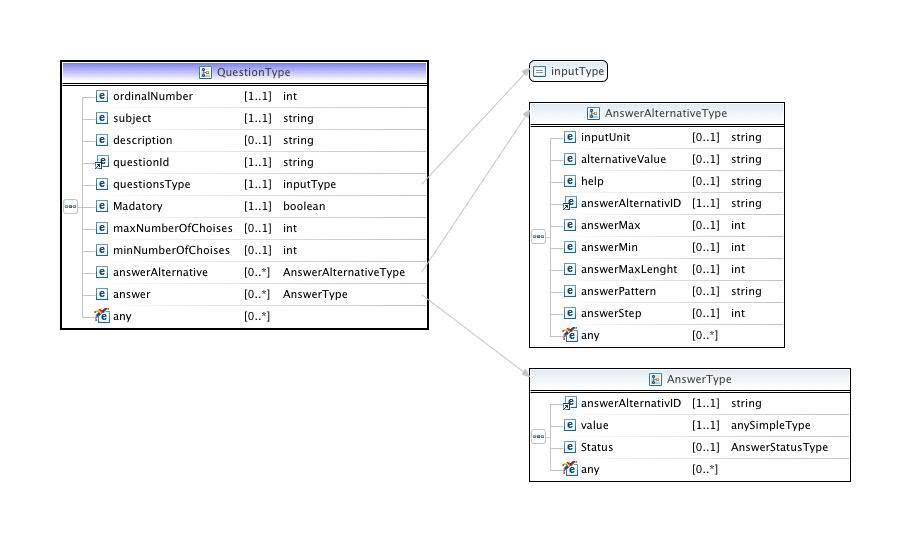 QuestionType
ordinalNumber [1..1] int
subject [1..1] string
description [0..1] string
questionId [1..1] string
questionsType [1..1] inputType
Madatory [1..1] boolean
maxNumberOfChoises [0..1] int
minNumberOfChoises [0..1] int
answerAlternative [0..*] AnswerAlternativeType
answer [0..*] AnswerType
any [0..*]
inputType
AnswerAlternativeType
inputUnit [0..1] string
alternativeValue [0..1] string
help [0..1] string
answerAlternativID [1..1] string
answerMax [0..1] int
answerMin [0..1] int
answerMaxLenght [0..1] int
answerPattern [0..1] string
answerStep [0..1] int
any [0..*]
AnswerType
answerAlternativID [1..1] string
value [1..1] anySimpleType
Status [0..1] AnswerStatusType
any [0..*]